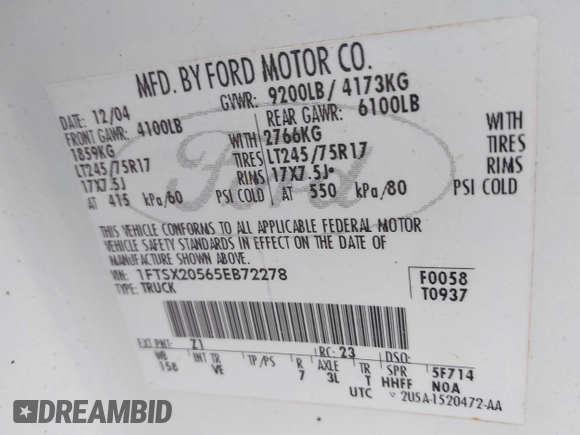 MFD. BY FORD MOTOR CO.
DATE: 12/04 GVWR: 9200LB/ 4173KG
FRONT GAWR: 4100LB REAR GAWR: 6100LB
1859KG WITH 2766KG WITH
LT245/75R17 TIRES LT245/75R17 TIRES
17X7.5J RIMS 17X7.5J RIMS
AT 415 kPa/60 PSI COLD AT 550 kPa/80 PSI COLD
THIS VEHICLE CONFORMS TO ALL APPLICABLE FEDERAL MOTOR
VEHICLE SAFETY STANDARDS IN EFFECT ON THE DATE OF
MANUFACTURE SHOWN ABOVE.
VIN: 1FTSX20565EB72278 F0058
TYPE: TRUCK T0937
EXT PNT: Z1 RC: 23 DSO:
WB INT TR TP/PS R AXLE TR SPR 5F714
158 VE 7 3L T HHFF NOA
UTC 2U5A-1520472-AA
Ford
DREAMBID